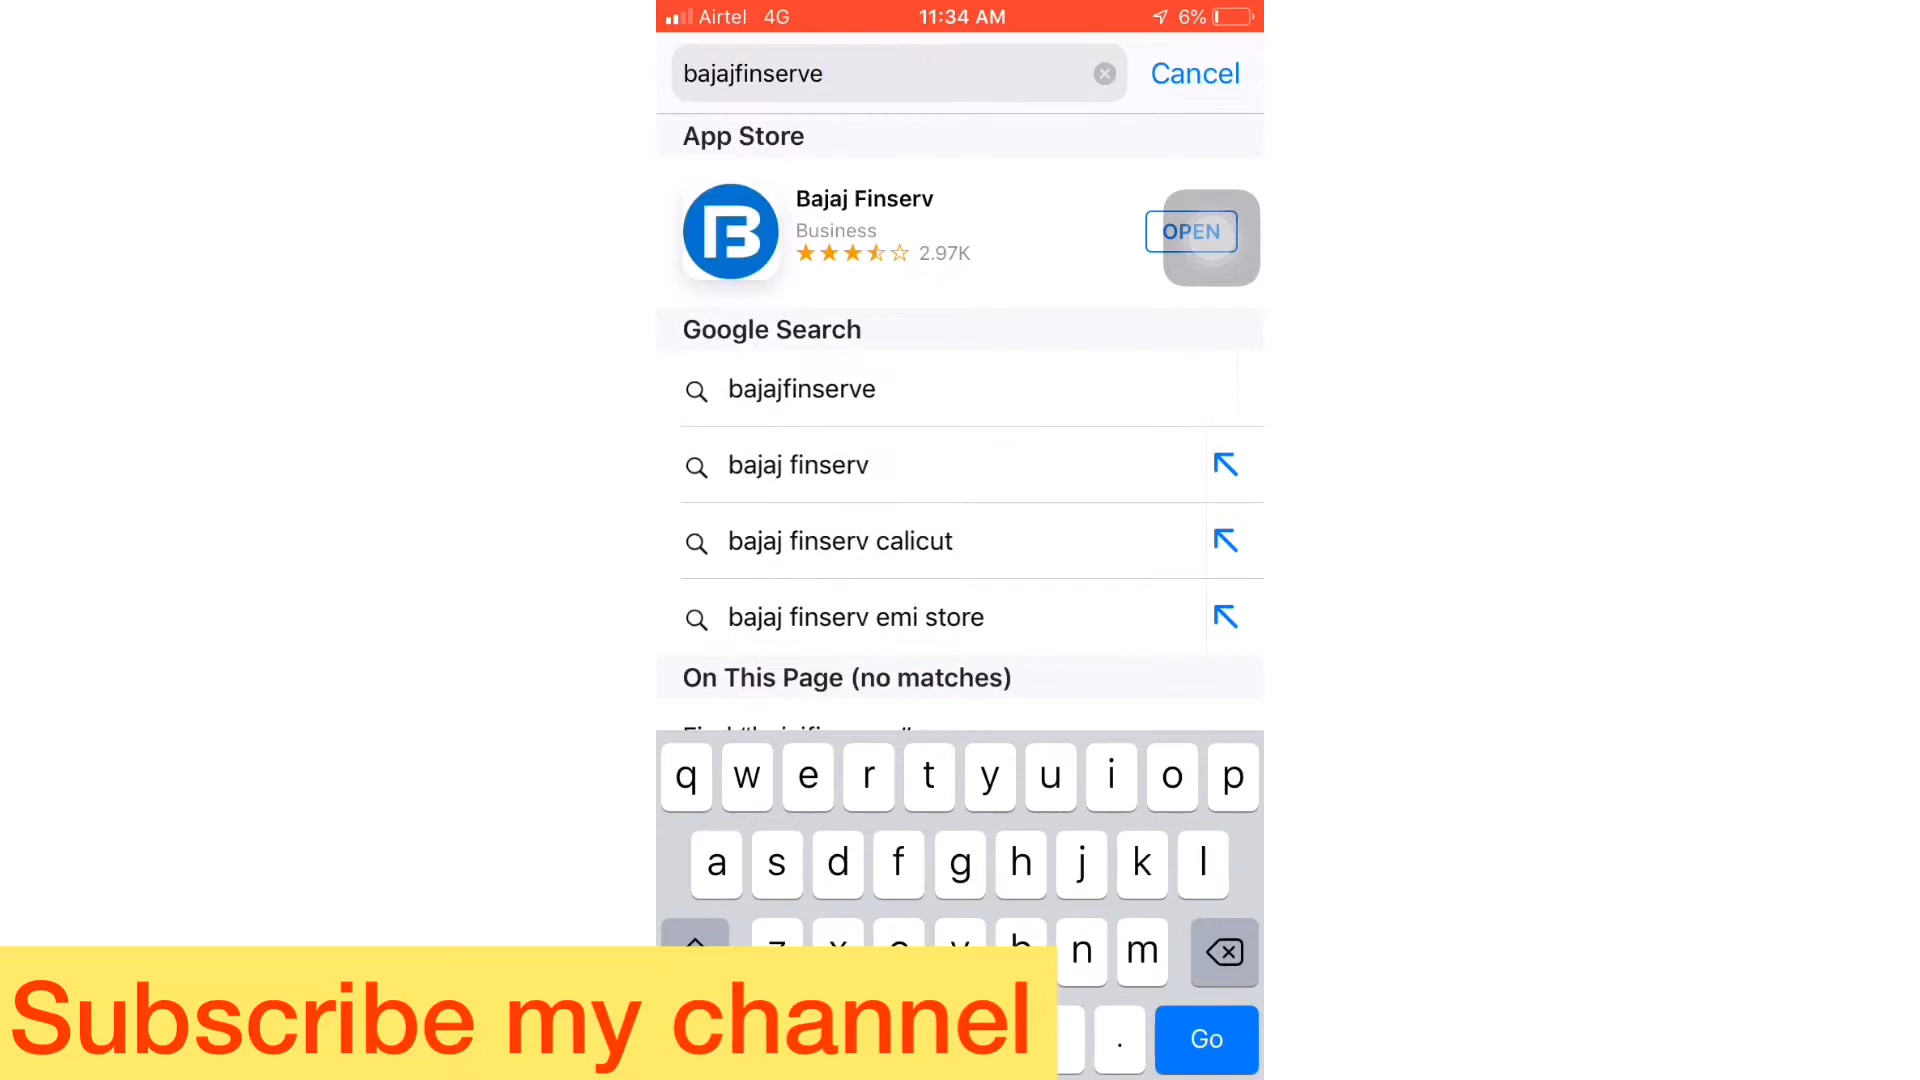 Airtel 4G 11:34 AM 6%
bajajfinserve Cancel
App Store
Bajaj Finserv
Business
2.97K
OPEN
Google Search
bajajfinserve
bajaj finserv
bajaj finserv calicut
bajaj finserv emi store
On This Page (no matches)
q w e r t y u i o p
a s d f g h j k l
z x c v b n m
Subscribe my channel
. Go